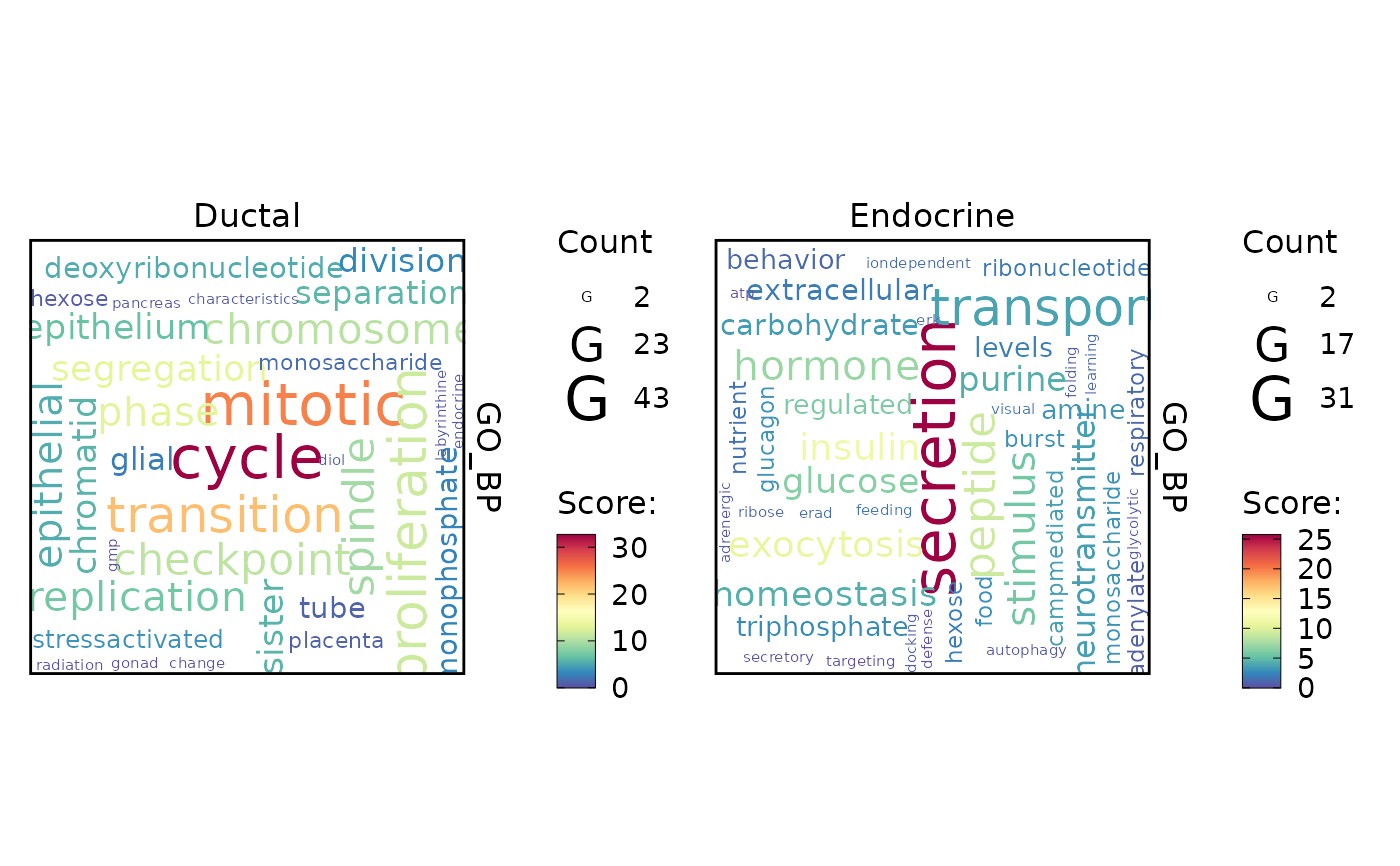 Ductal
deoxyribonucleotide
division
hexose
pancreas
characteristics
separation
epithelium
chromosome
segregation
monosaccharide
phase
mitotic
labyrinthine
endocrine
epithelial
chromatid
glial
cycle
diol
spindle
proliferation
monophosphate
transition
gmp
checkpoint
replication
sister
tube
stressactivated
placenta
radiation
gonad
change
GO_BP
Count
G 2
G 23
G 43
Score:
30
20
10
0
Endocrine
behavior
iondependent
ribonucleotide
atp
extracellular
transport
carbohydrate
erk
hormone
levels
folding
learning
purine
nutrient
glucagon
regulated
secretion
visual
amine
respiratory
insulin
peptide
burst
glucose
stimulus
neurotransmitter
adrenergic
ribose
erad
feeding
campmediated
monosaccharide
glycolytic
exocytosis
adenylate
homeostasis
hexose
food
triphosphate
docking
defense
secretory
targeting
autophagy
GO_BP
Count
G 2
G 17
G 31
Score:
25
20
15
10
5
0